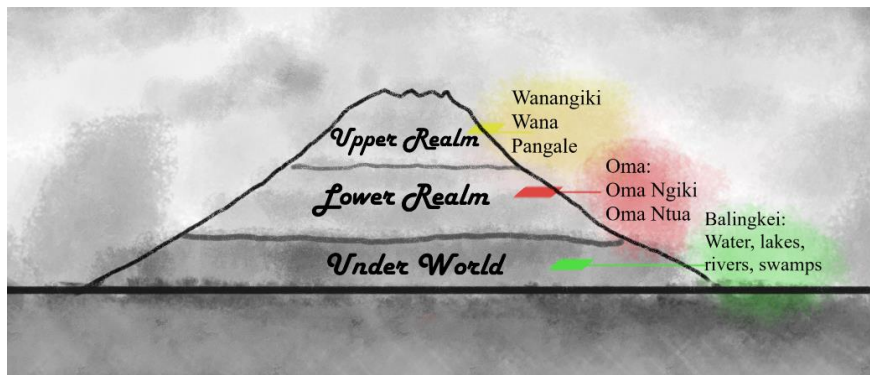 Upper Realm
Wanangiki
Wana
Pangale
Lower Realm
Oma:
Oma Ngiki
Oma Ntua
Under World
Balingkei:
Water, lakes,
rivers, swamps